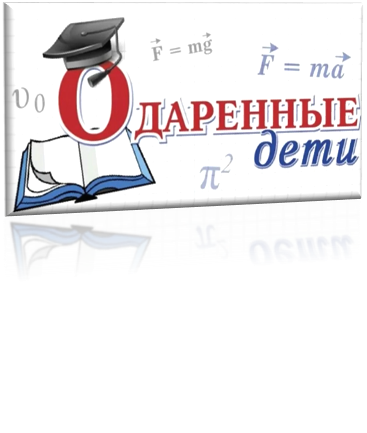 F⃗ = mg⃗
F⃗ = ma⃗
υ₀
ОДАРЕННЫЕ
дети
π²